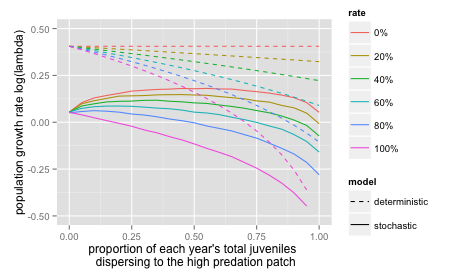 rate
0%
20%
40%
60%
80%
100%
model
deterministic
stochastic
population growth rate log(lambda)
0.50
0.25
0.00
-0.25
-0.50
0.00
0.25
0.50
0.75
1.00
proportion of each year's total juveniles
dispersing to the high predation patch